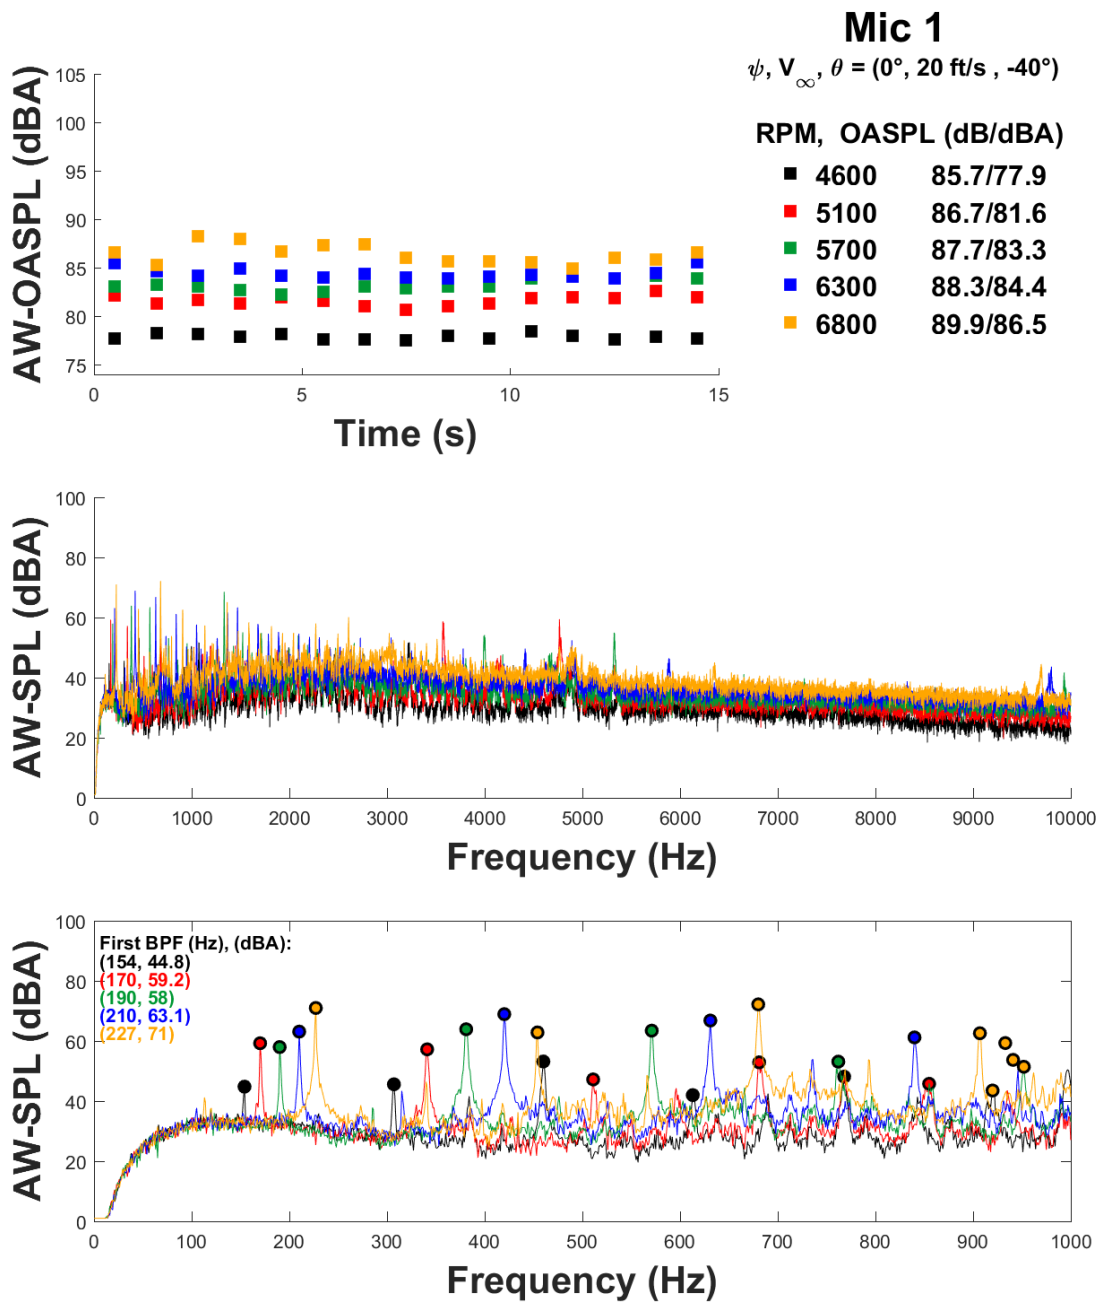 Mic 1
ψ, V∞, θ = (0°, 20 ft/s , -40°)
RPM, OASPL (dB/dBA)
4600 85.7/77.9
5100 86.7/81.6
5700 87.7/83.3
6300 88.3/84.4
6800 89.9/86.5
AW-OASPL (dBA)
105
100
95
90
85
80
75
0 5 10 15
Time (s)
AW-SPL (dBA)
100
80
60
40
20
0
0 1000 2000 3000 4000 5000 6000 7000 8000 9000 10000
Frequency (Hz)
AW-SPL (dBA)
100
80
60
40
20
0
First BPF (Hz), (dBA):
(154, 44.8)
(170, 59.2)
(190, 58)
(210, 63.1)
(227, 71)
0 100 200 300 400 500 600 700 800 900 1000
Frequency (Hz)